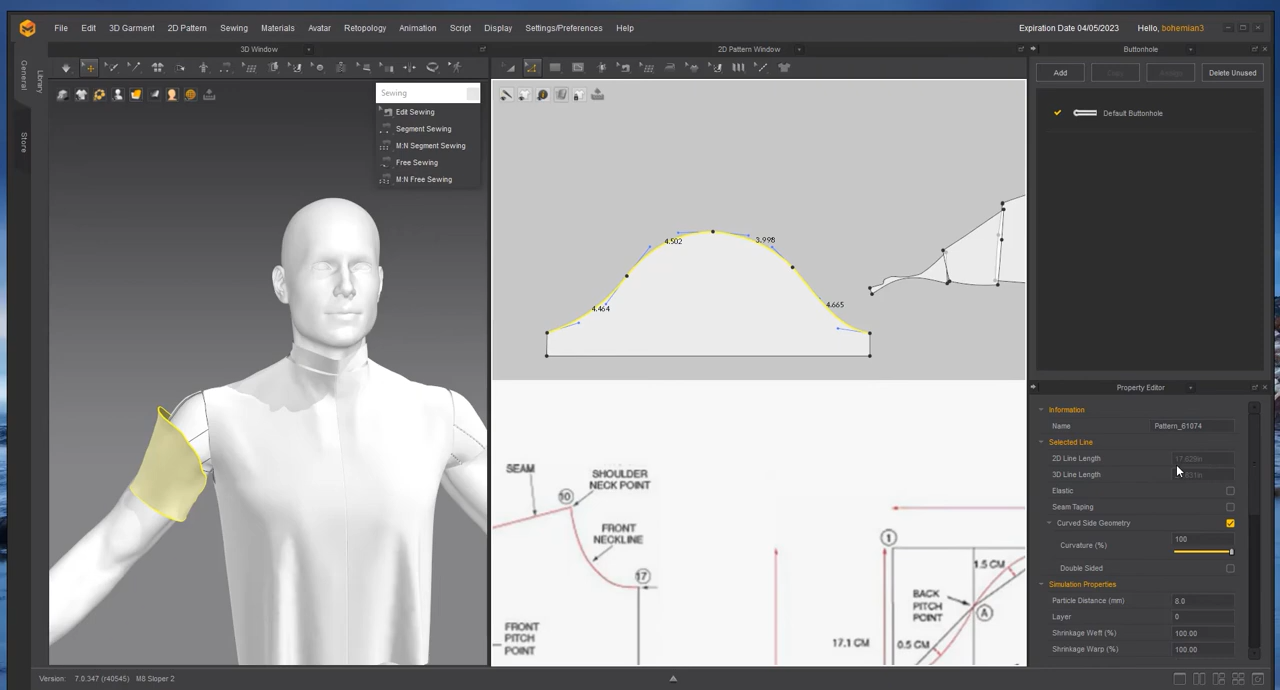 File Edit 3D Garment 2D Pattern Sewing Materials Avatar Retopology Animation Script Display Settings/Preferences Help
Expiration Date 04/05/2023 Hello, bohemian3
3D Window
2D Pattern Window
Buttonhole
General
Library
Store
Sewing
Edit Sewing
Segment Sewing
M:N Segment Sewing
Free Sewing
M:N Free Sewing
Add Delete Unused
Default Buttonhole
4.502
3.998
4.464
4.665
SEAM
10
SHOULDER
NECK POINT
FRONT
NECKLINE
17
FRONT
PITCH
POINT
1
1.5 CM
BACK
PITCH
POINT
A
17.1 CM
0.5 CM
Property Editor
Information
Name Pattern_61074
Selected Line
2D Line Length
3D Line Length
Elastic
Seam Taping
Curved Side Geometry
Curvature (%) 100
Double Sided
Simulation Properties
Particle Distance (mm) 8.0
Layer 0
Shrinkage Weft (%) 100.00
Shrinkage Warp (%) 100.00
Version: 7.0.347 (r40545) M8 Sloper 2